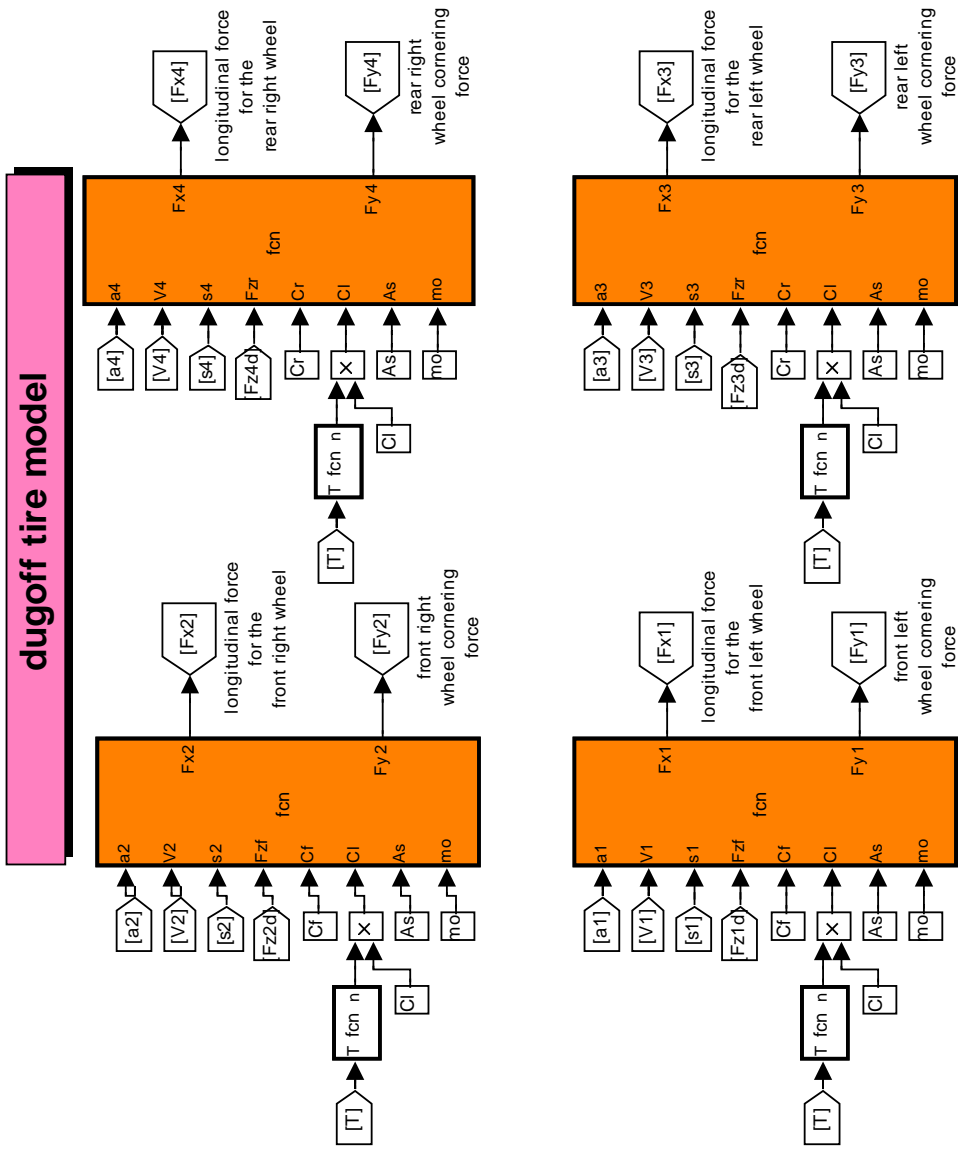 dugoff tire model
[a2]
[V2]
[s2]
[Fz2d]
Cf
×
As
mo
[T]
T fcn n
Cl
a2
V2
s2
Fzf
Cf
Cl
As
mo
fcn
Fx2
Fy2
[Fx2]
longitudinal force
for the
front right wheel
[Fy2]
front right
wheel cornering
force
[a4]
[V4]
[s4]
[Fz4d]
Cr
×
As
mo
[T]
T fcn n
Cl
a4
V4
s4
Fzr
Cr
Cl
As
mo
fcn
Fx4
Fy4
[Fx4]
longitudinal force
for the
rear right wheel
[Fy4]
rear right
wheel cornering
force
[a1]
[V1]
[s1]
[Fz1d]
Cf
×
As
mo
[T]
T fcn n
Cl
a1
V1
s1
Fzf
Cf
Cl
As
mo
fcn
Fx1
Fy1
[Fx1]
longitudinal force
for the
front left wheel
[Fy1]
front left
wheel cornering
force
[a3]
[V3]
[s3]
[Fz3d]
Cr
×
As
mo
[T]
T fcn n
Cl
a3
V3
s3
Fzr
Cr
Cl
As
mo
fcn
Fx3
Fy3
[Fx3]
longitudinal force
for the
rear left wheel
[Fy3]
rear left
wheel cornering
force